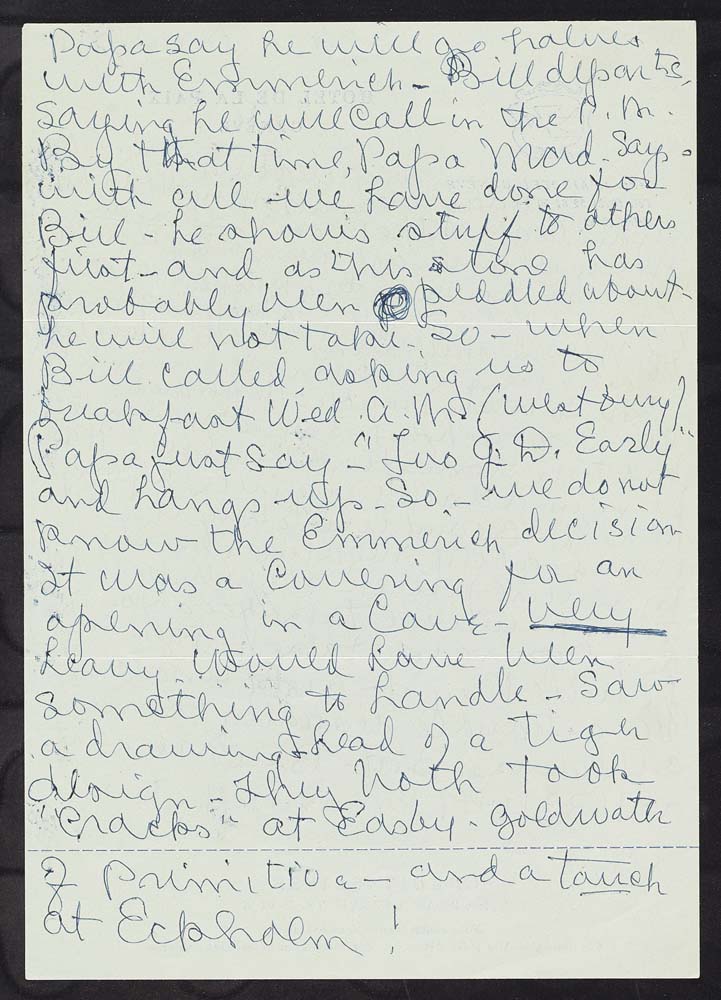 Papa say he will go halves
with Emmerich - Bill departs,
saying he will call in the P.M.
By that time, Papa Mad. Says
with all we have done for
Bill - he shows stuff to others
first - and as this stone has
probably been peddled about -
he will not take. So - when
Bill called, asking us to
breakfast Wed. A.M. (Westbury)
Papa just say - "Too G. D. Early"
and hangs up. So - we do not
know the Emmerich decision
It was a covering for an
opening in a Cave - very
heavy. Would have been
something to handle - Saw
a drawing. Head of a tiger
design - They both took
"Cracks" at Easby - Goldwater
of Primitive - and a touch
at Eckholm!